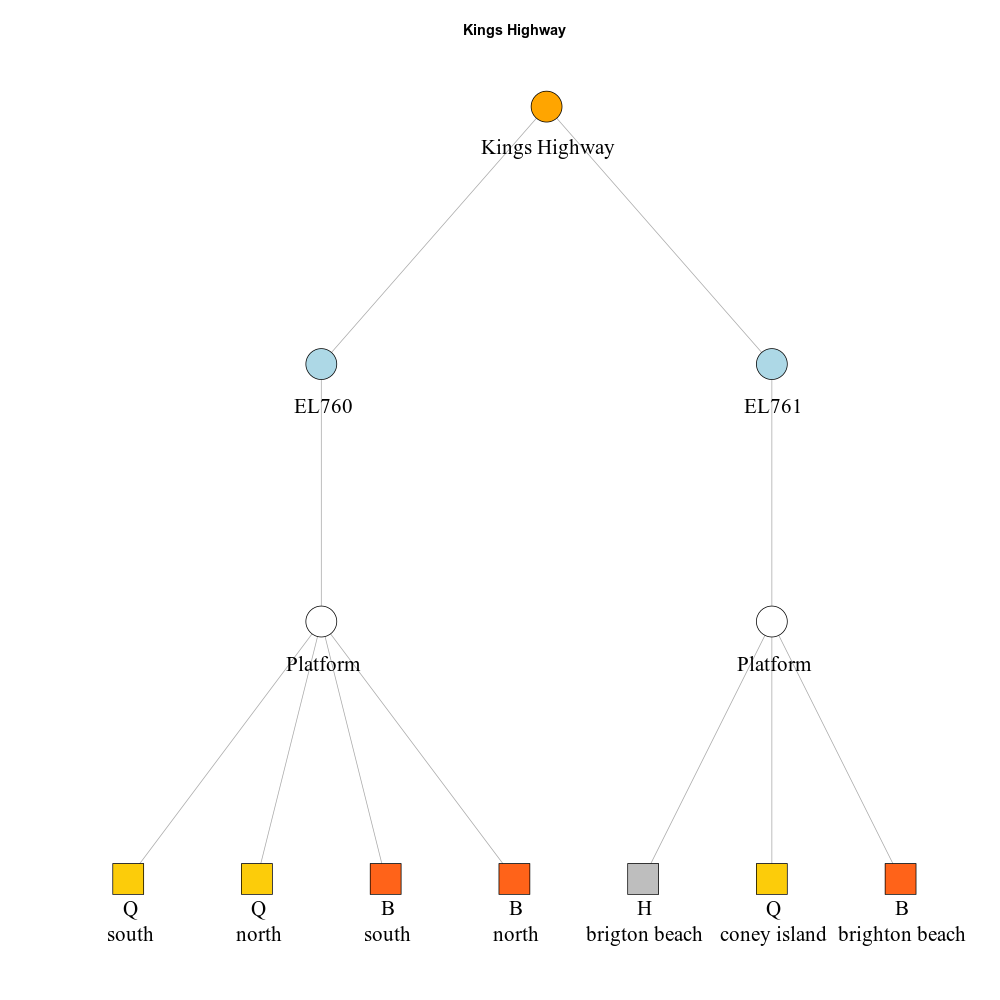 Kings Highway
Kings Highway
EL760
EL761
Platform
Platform
Q
south
Q
north
B
south
B
north
H
brigton beach
Q
coney island
B
brighton beach